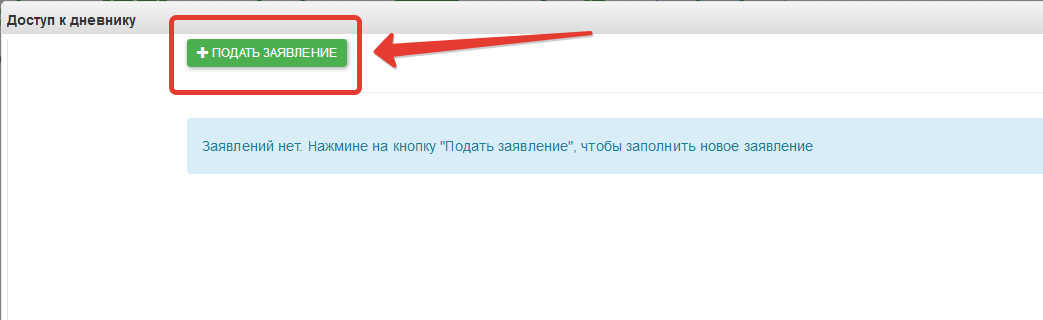 Доступ к дневнику
ПОДАТЬ ЗАЯВЛЕНИЕ
Заявлений нет. Нажмине на кнопку "Подать заявление", чтобы заполнить новое заявление